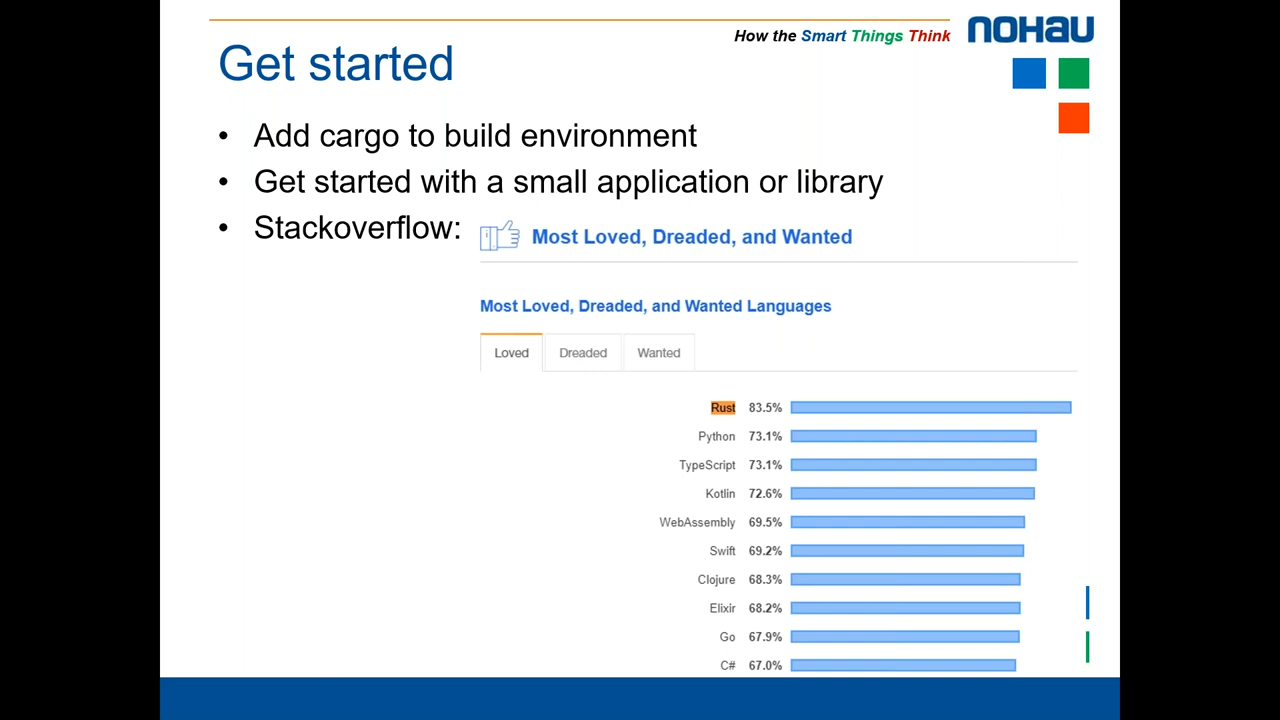 How the Smart Things Think
NOHAU
Get started
• Add cargo to build environment
• Get started with a small application or library
• Stackoverflow:
Most Loved, Dreaded, and Wanted
Most Loved, Dreaded, and Wanted Languages
Loved Dreaded Wanted
Rust 83.5%
Python 73.1%
TypeScript 73.1%
Kotlin 72.6%
WebAssembly 69.5%
Swift 69.2%
Clojure 68.3%
Elixir 68.2%
Go 67.9%
C# 67.0%